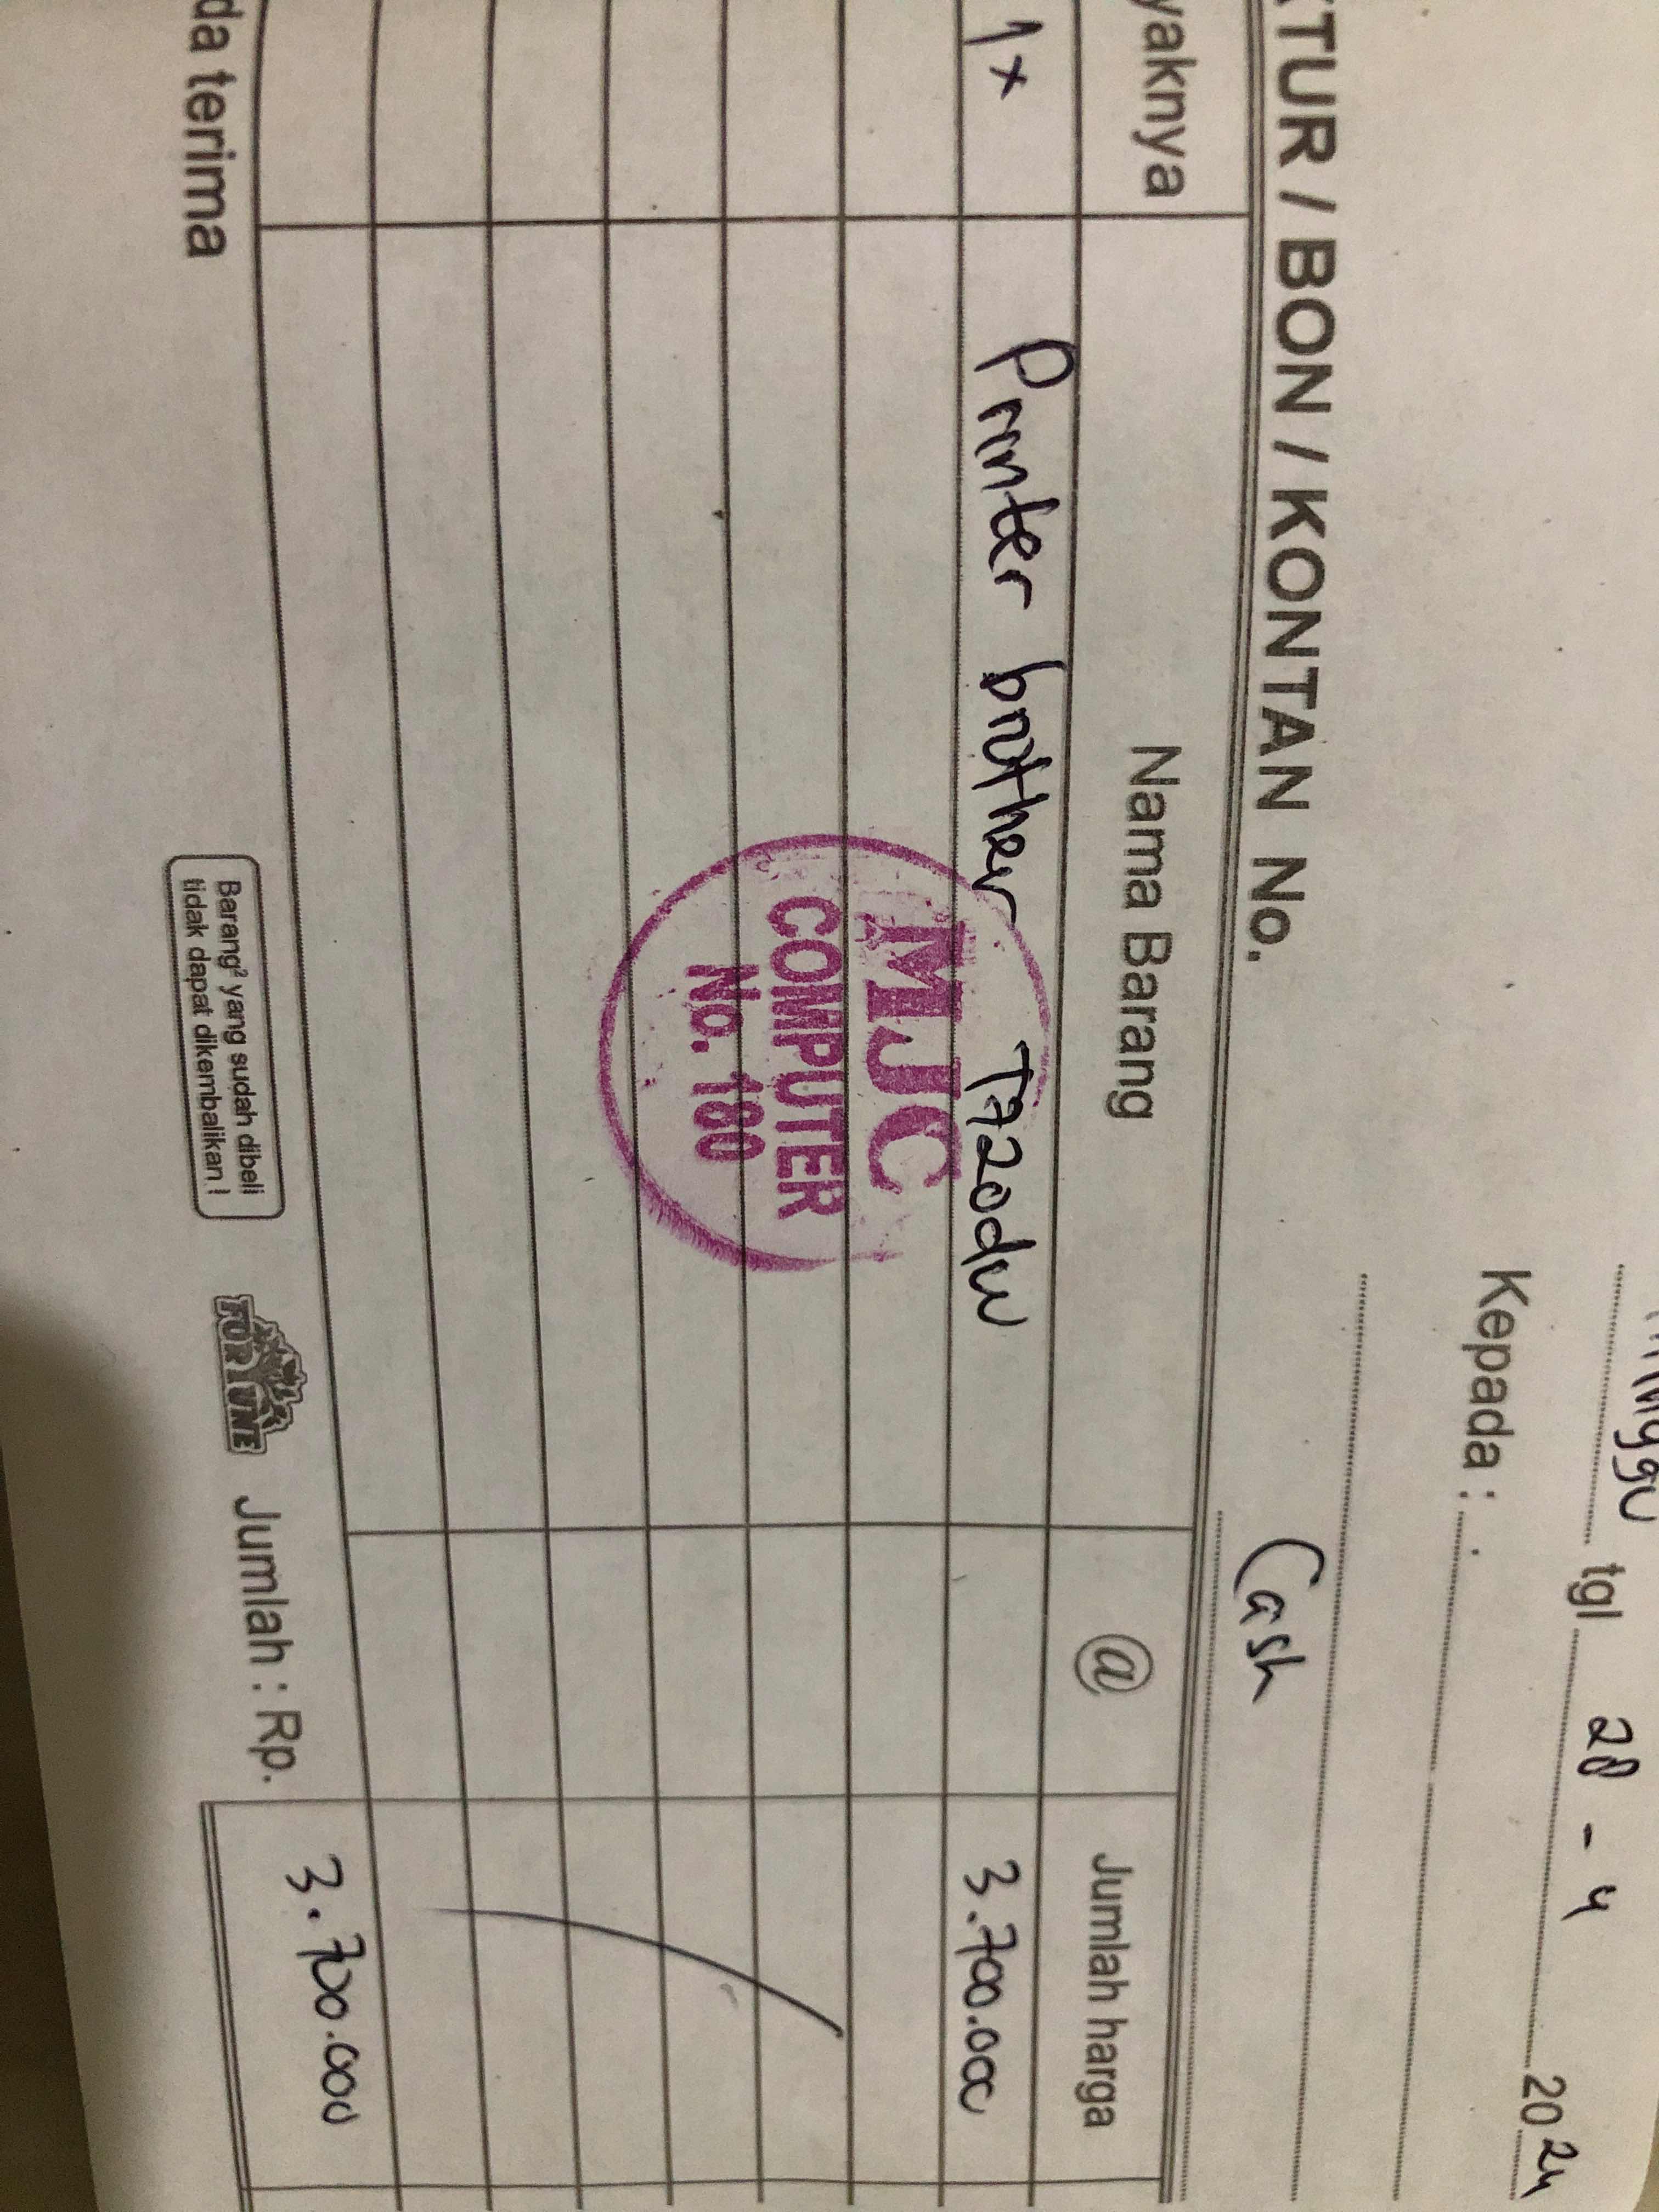 tgl 28 - 4 2024
Kepada :
Cash
KTUR / BON / KONTAN No.
yaknya Nama Barang @ Jumlah harga
1x Printer brother T720dw 3.700.000
MJC
COMPUTER
No. 180
da terima
Barang² yang sudah dibeli
tidak dapat dikembalikan !
FORTUNE
Jumlah : Rp. 3.700.000